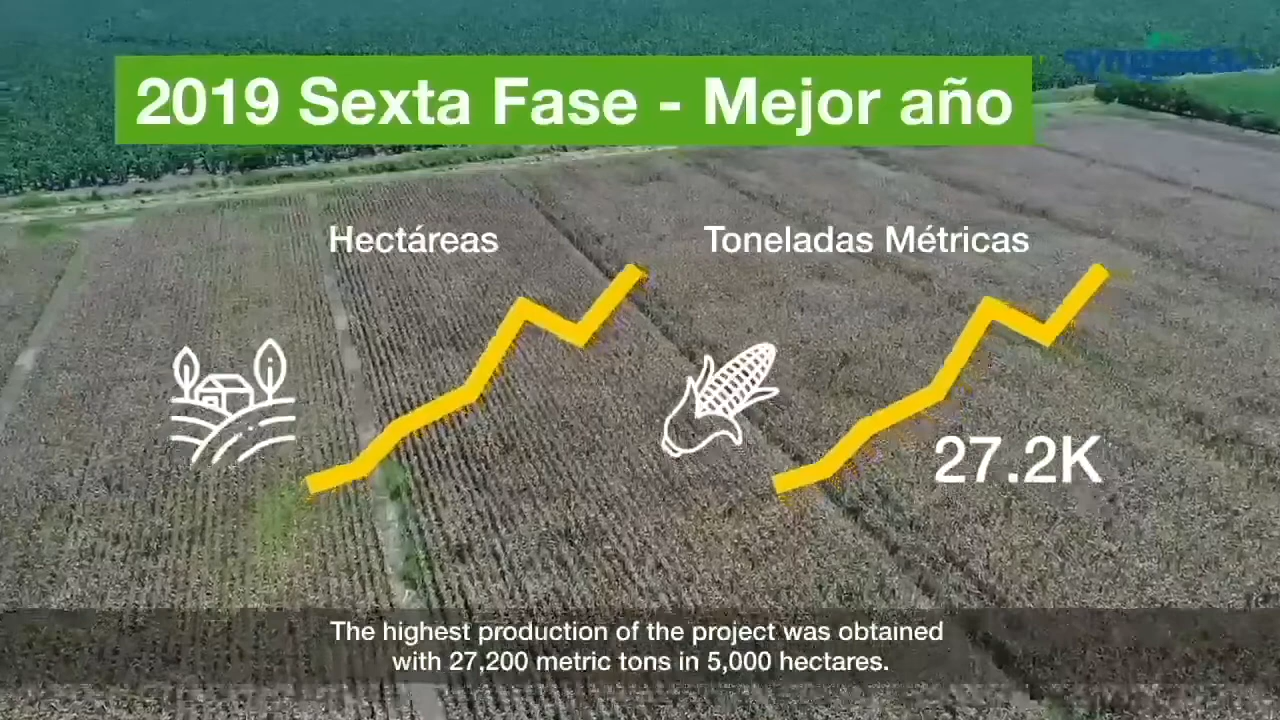 2019 Sexta Fase - Mejor año
syngenta
Hectáreas
Toneladas Métricas
27.2K
The highest production of the project was obtained
with 27,200 metric tons in 5,000 hectares.